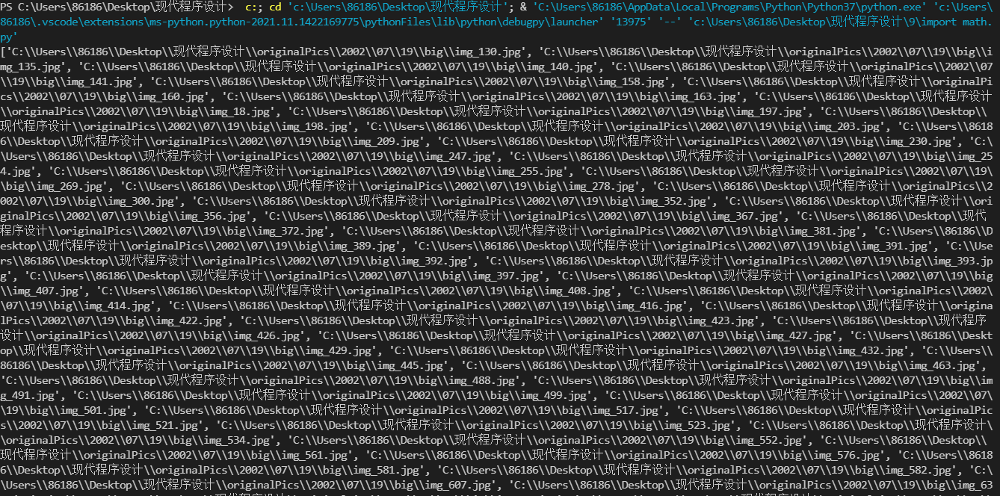 PS C:\Users\86186\Desktop\现代程序设计>  c:; cd 'c:\Users\86186\Desktop\现代程序设计'; & 'C:\Users\86186\AppData\Local\Programs\Python\Python37\python.exe' 'c:\Users\
86186\.vscode\extensions\ms-python.python-2021.11.1422169775\pythonFiles\lib\python\debugpy\launcher' '13975' '--' 'c:\Users\86186\Desktop\现代程序设计\9\import math.
py'
['C:\\Users\\86186\\Desktop\\现代程序设计\\originalPics\\2002\\07\\19\\big\\img_130.jpg', 'C:\\Users\\86186\\Desktop\\现代程序设计\\originalPics\\2002\\07\\19\\big\\i
mg_135.jpg', 'C:\\Users\\86186\\Desktop\\现代程序设计\\originalPics\\2002\\07\\19\\big\\img_140.jpg', 'C:\\Users\\86186\\Desktop\\现代程序设计\\originalPics\\2002\\07
\\19\\big\\img_141.jpg', 'C:\\Users\\86186\\Desktop\\现代程序设计\\originalPics\\2002\\07\\19\\big\\img_158.jpg', 'C:\\Users\\86186\\Desktop\\现代程序设计\\originalPi
cs\\2002\\07\\19\\big\\img_160.jpg', 'C:\\Users\\86186\\Desktop\\现代程序设计\\originalPics\\2002\\07\\19\\big\\img_163.jpg', 'C:\\Users\\86186\\Desktop\\现代程序设计
\\originalPics\\2002\\07\\19\\big\\img_18.jpg', 'C:\\Users\\86186\\Desktop\\现代程序设计\\originalPics\\2002\\07\\19\\big\\img_197.jpg', 'C:\\Users\\86186\\Desktop\\
现代程序设计\\originalPics\\2002\\07\\19\\big\\img_198.jpg', 'C:\\Users\\86186\\Desktop\\现代程序设计\\originalPics\\2002\\07\\19\\big\\img_203.jpg', 'C:\\Users\\8618
6\\Desktop\\现代程序设计\\originalPics\\2002\\07\\19\\big\\img_209.jpg', 'C:\\Users\\86186\\Desktop\\现代程序设计\\originalPics\\2002\\07\\19\\big\\img_230.jpg', 'C:\
\Users\\86186\\Desktop\\现代程序设计\\originalPics\\2002\\07\\19\\big\\img_247.jpg', 'C:\\Users\\86186\\Desktop\\现代程序设计\\originalPics\\2002\\07\\19\\big\\img_25
4.jpg', 'C:\\Users\\86186\\Desktop\\现代程序设计\\originalPics\\2002\\07\\19\\big\\img_255.jpg', 'C:\\Users\\86186\\Desktop\\现代程序设计\\originalPics\\2002\\07\\19\
\big\\img_269.jpg', 'C:\\Users\\86186\\Desktop\\现代程序设计\\originalPics\\2002\\07\\19\\big\\img_278.jpg', 'C:\\Users\\86186\\Desktop\\现代程序设计\\originalPics\\2
002\\07\\19\\big\\img_300.jpg', 'C:\\Users\\86186\\Desktop\\现代程序设计\\originalPics\\2002\\07\\19\\big\\img_352.jpg', 'C:\\Users\\86186\\Desktop\\现代程序设计\\ori
ginalPics\\2002\\07\\19\\big\\img_356.jpg', 'C:\\Users\\86186\\Desktop\\现代程序设计\\originalPics\\2002\\07\\19\\big\\img_367.jpg', 'C:\\Users\\86186\\Desktop\\现代
程序设计\\originalPics\\2002\\07\\19\\big\\img_372.jpg', 'C:\\Users\\86186\\Desktop\\现代程序设计\\originalPics\\2002\\07\\19\\big\\img_381.jpg', 'C:\\Users\\86186\\D
esktop\\现代程序设计\\originalPics\\2002\\07\\19\\big\\img_389.jpg', 'C:\\Users\\86186\\Desktop\\现代程序设计\\originalPics\\2002\\07\\19\\big\\img_391.jpg', 'C:\\Use
rs\\86186\\Desktop\\现代程序设计\\originalPics\\2002\\07\\19\\big\\img_392.jpg', 'C:\\Users\\86186\\Desktop\\现代程序设计\\originalPics\\2002\\07\\19\\big\\img_393.jp
g', 'C:\\Users\\86186\\Desktop\\现代程序设计\\originalPics\\2002\\07\\19\\big\\img_397.jpg', 'C:\\Users\\86186\\Desktop\\现代程序设计\\originalPics\\2002\\07\\19\\big
\\img_407.jpg', 'C:\\Users\\86186\\Desktop\\现代程序设计\\originalPics\\2002\\07\\19\\big\\img_408.jpg', 'C:\\Users\\86186\\Desktop\\现代程序设计\\originalPics\\2002\
\07\\19\\big\\img_414.jpg', 'C:\\Users\\86186\\Desktop\\现代程序设计\\originalPics\\2002\\07\\19\\big\\img_416.jpg', 'C:\\Users\\86186\\Desktop\\现代程序设计\\origina
lPics\\2002\\07\\19\\big\\img_422.jpg', 'C:\\Users\\86186\\Desktop\\现代程序设计\\originalPics\\2002\\07\\19\\big\\img_423.jpg', 'C:\\Users\\86186\\Desktop\\现代程序
设计\\originalPics\\2002\\07\\19\\big\\img_426.jpg', 'C:\\Users\\86186\\Desktop\\现代程序设计\\originalPics\\2002\\07\\19\\big\\img_427.jpg', 'C:\\Users\\86186\\Deskt
op\\现代程序设计\\originalPics\\2002\\07\\19\\big\\img_429.jpg', 'C:\\Users\\86186\\Desktop\\现代程序设计\\originalPics\\2002\\07\\19\\big\\img_432.jpg', 'C:\\Users\\
86186\\Desktop\\现代程序设计\\originalPics\\2002\\07\\19\\big\\img_445.jpg', 'C:\\Users\\86186\\Desktop\\现代程序设计\\originalPics\\2002\\07\\19\\big\\img_463.jpg',
'C:\\Users\\86186\\Desktop\\现代程序设计\\originalPics\\2002\\07\\19\\big\\img_488.jpg', 'C:\\Users\\86186\\Desktop\\现代程序设计\\originalPics\\2002\\07\\19\\big\\im
g_491.jpg', 'C:\\Users\\86186\\Desktop\\现代程序设计\\originalPics\\2002\\07\\19\\big\\img_499.jpg', 'C:\\Users\\86186\\Desktop\\现代程序设计\\originalPics\\2002\\07\
\19\\big\\img_501.jpg', 'C:\\Users\\86186\\Desktop\\现代程序设计\\originalPics\\2002\\07\\19\\big\\img_517.jpg', 'C:\\Users\\86186\\Desktop\\现代程序设计\\originalPic
s\\2002\\07\\19\\big\\img_521.jpg', 'C:\\Users\\86186\\Desktop\\现代程序设计\\originalPics\\2002\\07\\19\\big\\img_523.jpg', 'C:\\Users\\86186\\Desktop\\现代程序设计\
\originalPics\\2002\\07\\19\\big\\img_534.jpg', 'C:\\Users\\86186\\Desktop\\现代程序设计\\originalPics\\2002\\07\\19\\big\\img_552.jpg', 'C:\\Users\\86186\\Desktop\\
现代程序设计\\originalPics\\2002\\07\\19\\big\\img_561.jpg', 'C:\\Users\\86186\\Desktop\\现代程序设计\\originalPics\\2002\\07\\19\\big\\img_576.jpg', 'C:\\Users\\8618
6\\Desktop\\现代程序设计\\originalPics\\2002\\07\\19\\big\\img_581.jpg', 'C:\\Users\\86186\\Desktop\\现代程序设计\\originalPics\\2002\\07\\19\\big\\img_582.jpg', 'C:\
\Users\\86186\\Desktop\\现代程序设计\\originalPics\\2002\\07\\19\\big\\img_607.jpg', 'C:\\Users\\86186\\Desktop\\现代程序设计\\originalPics\\2002\\07\\19\\big\\img_63